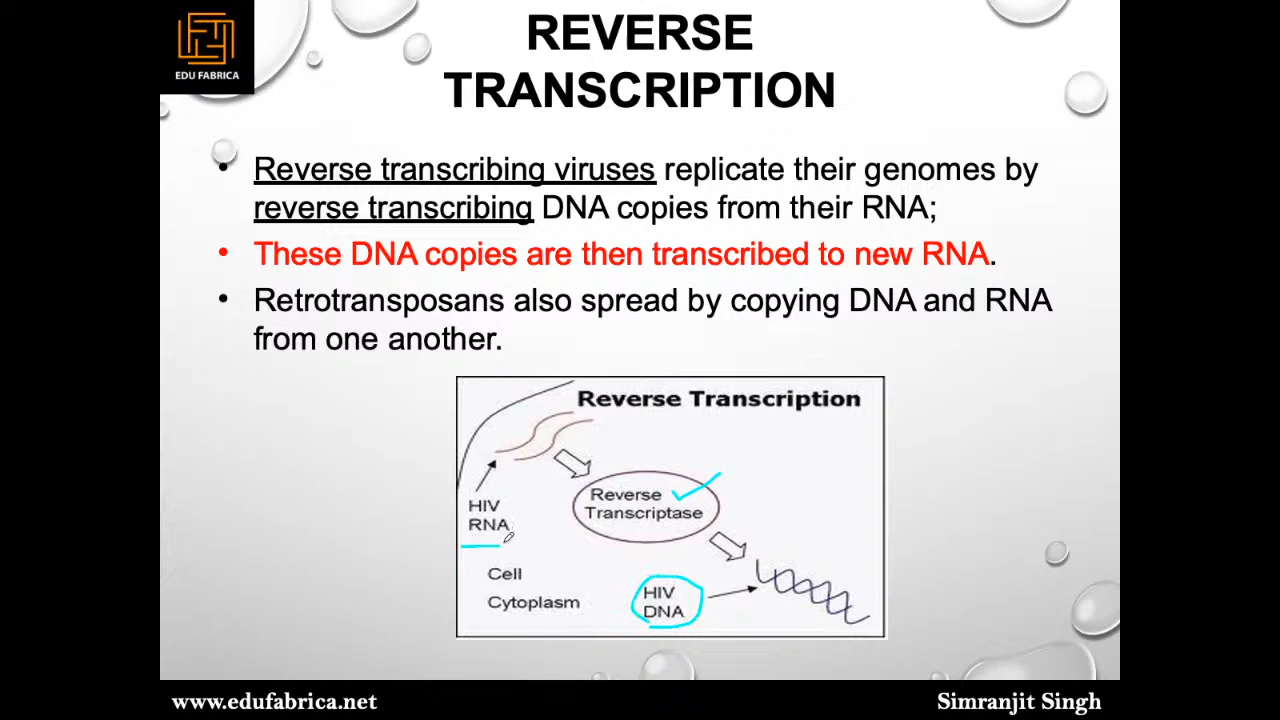 EDU FABRICA
REVERSE
TRANSCRIPTION
• Reverse transcribing viruses replicate their genomes by
reverse transcribing DNA copies from their RNA;
• These DNA copies are then transcribed to new RNA.
• Retrotransposans also spread by copying DNA and RNA
from one another.
Reverse Transcription
HIV
RNA
Reverse
Transcriptase
Cell
Cytoplasm
HIV
DNA
www.edufabrica.net
Simranjit Singh